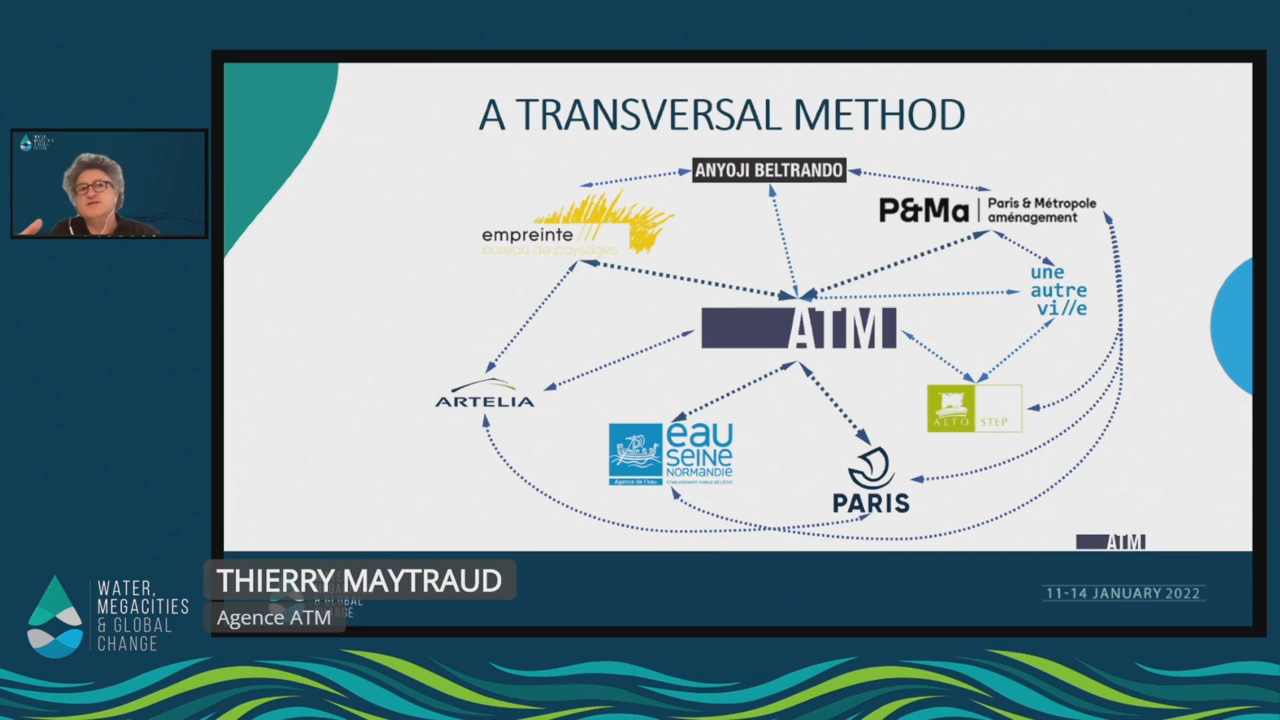 A TRANSVERSAL METHOD
ANYOJI BELTRANDO
empreinte
bureau de paysages
P&Ma
Paris & Métropole
aménagement
une
autre
vi//e
ATM
ARTELIA
ALTO STEP
eau
SEINE
NORMANDIE
Agence de l'eau
PARIS
ATM
THIERRY MAYTRAUD
Agence ATM
& GLOBAL
CHANGE
11-14 JANUARY 2022
WATER,
MEGACITIES
& GLOBAL
CHANGE